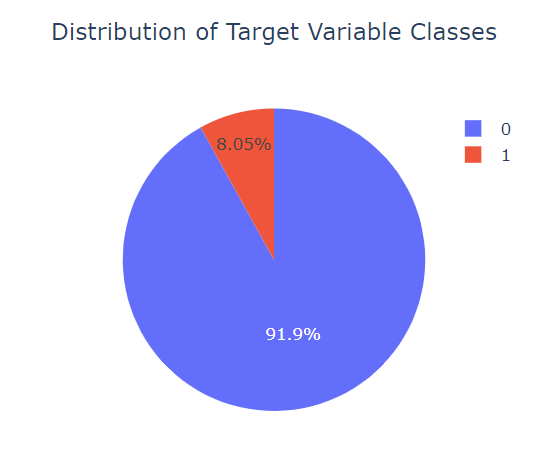 Distribution of Target Variable Classes
0
1
8.05%
91.9%